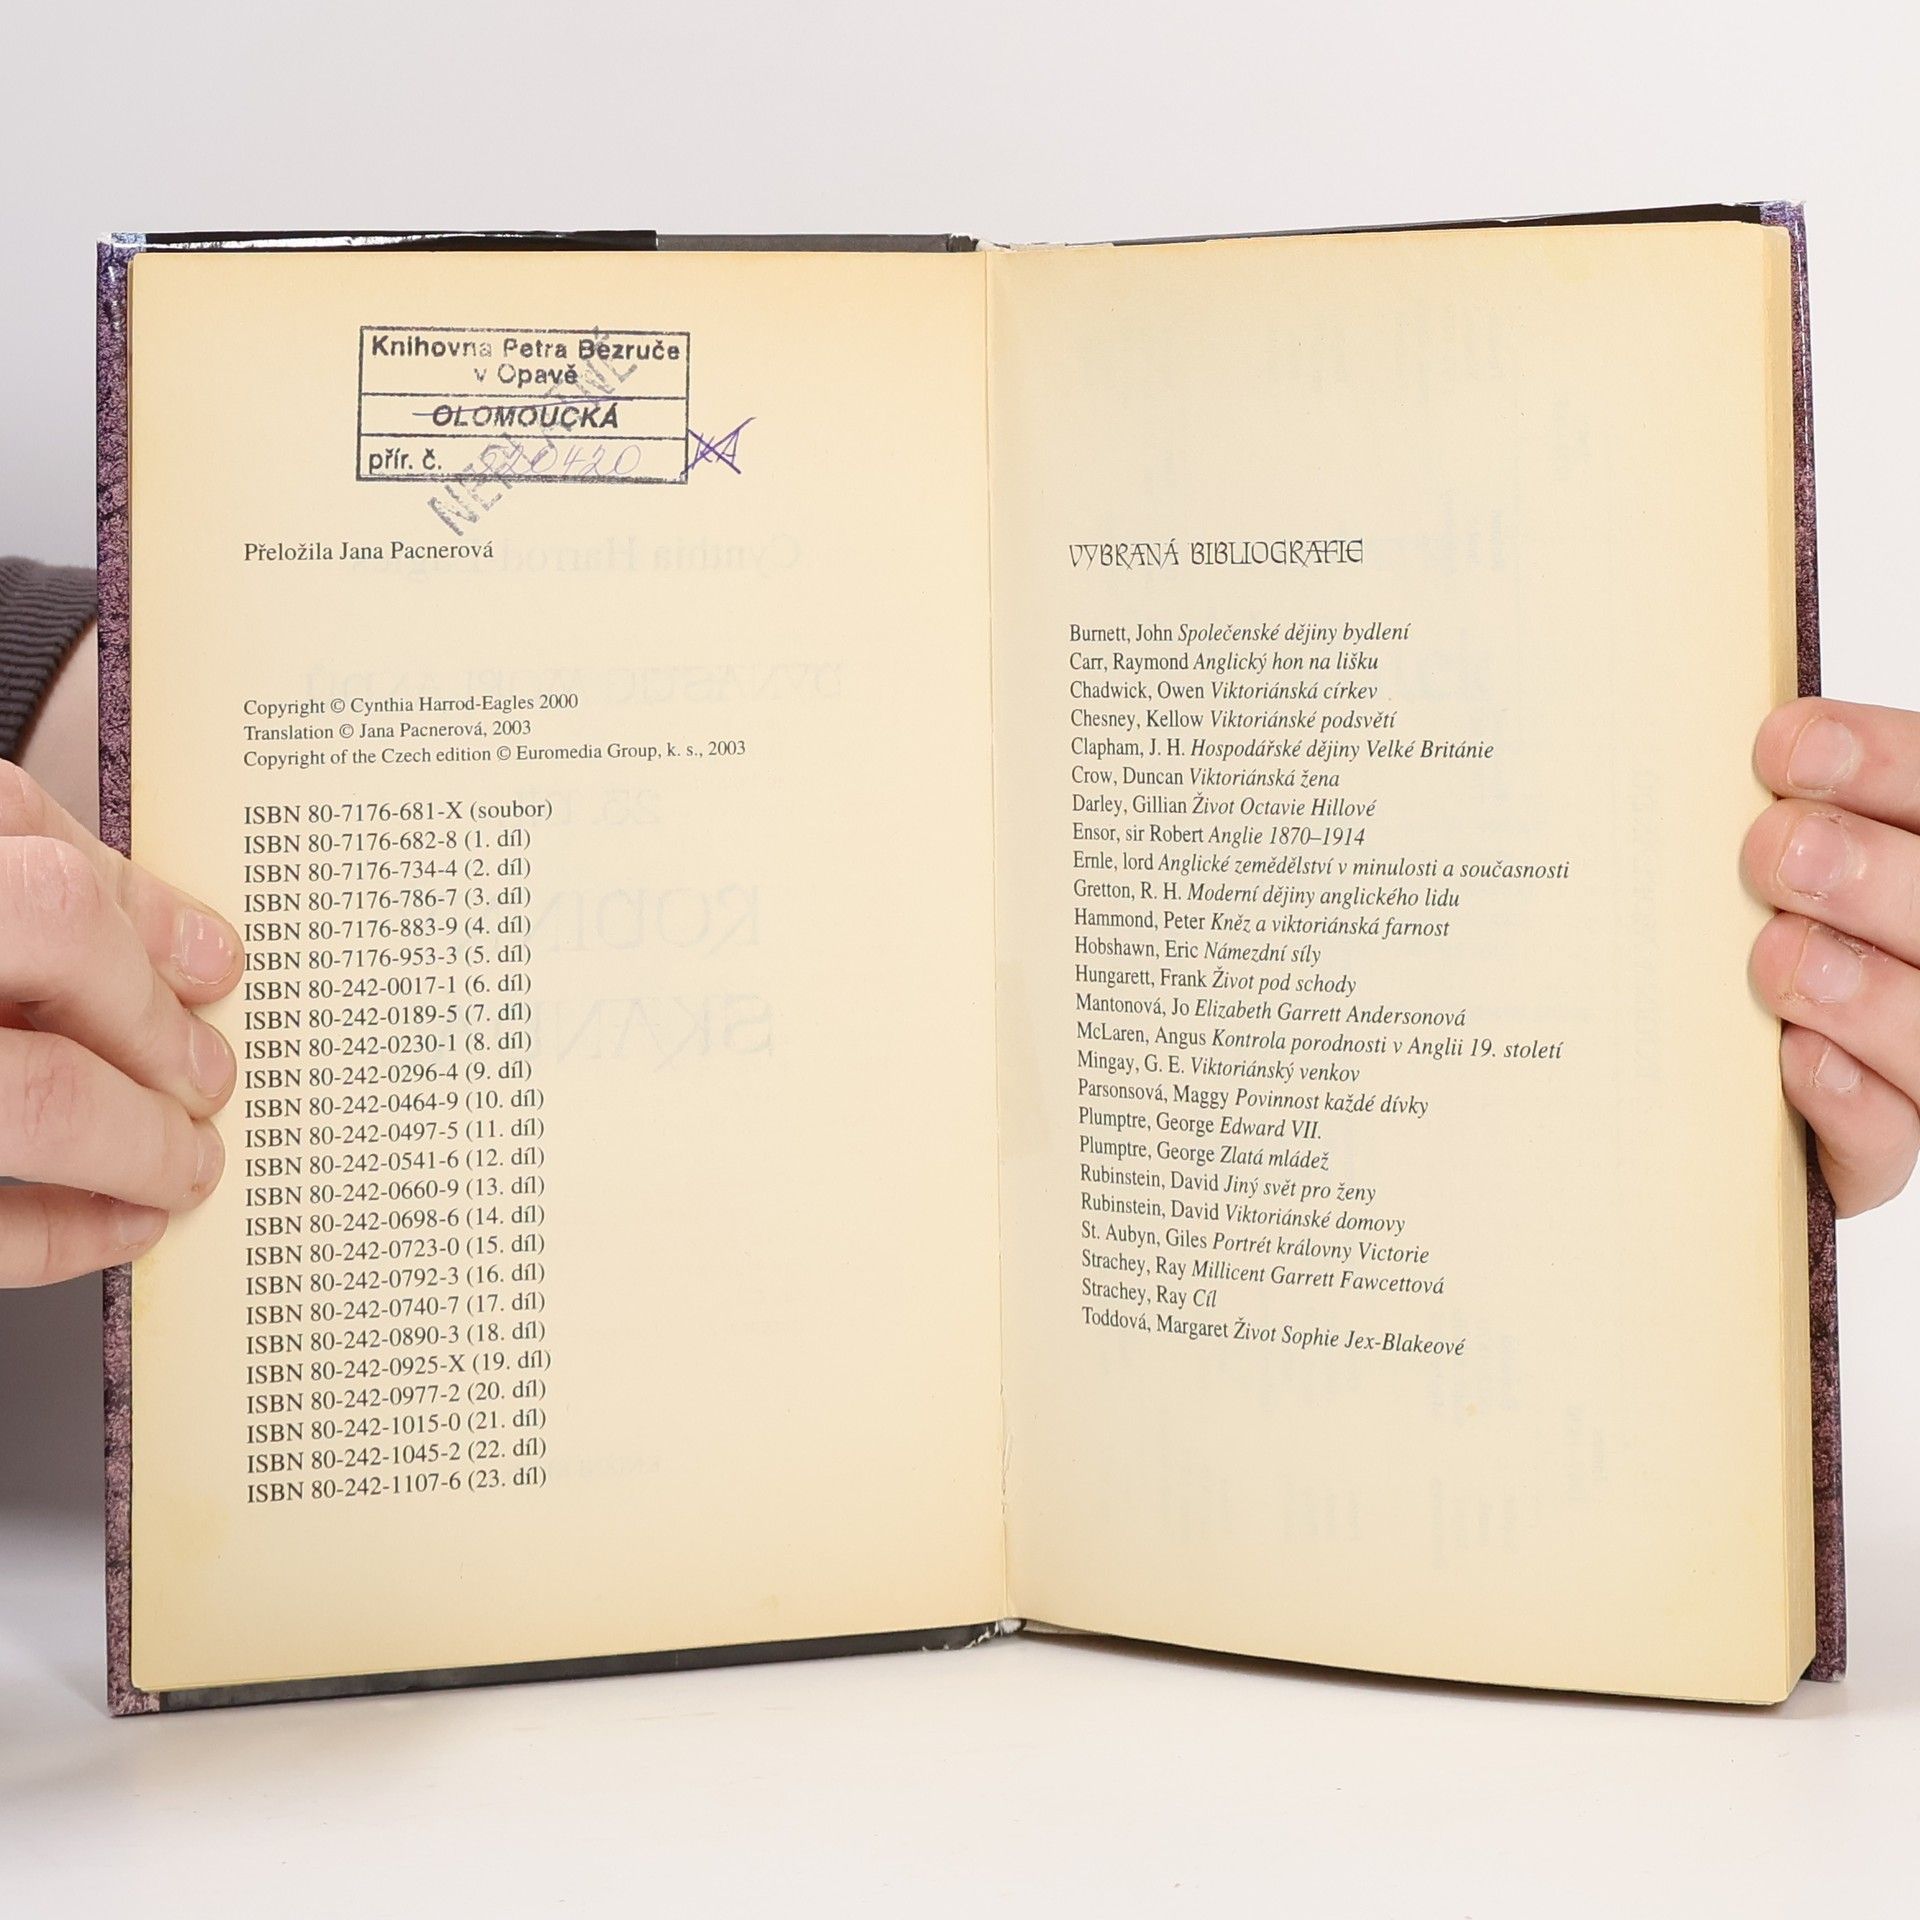 Knihovna Petra Bezruče
v Opavě
OLOMOUCKÁ
přír. č. 220420
NEPLATNÉ
Přeložila Jana Pacnerová
Copyright © Cynthia Harrod-Eagles 2000
Translation © Jana Pacnerová, 2003
Copyright of the Czech edition © Euromedia Group, k. s., 2003
ISBN 80-7176-681-X (soubor)
ISBN 80-7176-682-8 (1. díl)
ISBN 80-7176-734-4 (2. díl)
ISBN 80-7176-786-7 (3. díl)
ISBN 80-7176-883-9 (4. díl)
ISBN 80-7176-953-3 (5. díl)
ISBN 80-242-0017-1 (6. díl)
ISBN 80-242-0189-5 (7. díl)
ISBN 80-242-0230-1 (8. díl)
ISBN 80-242-0296-4 (9. díl)
ISBN 80-242-0464-9 (10. díl)
ISBN 80-242-0497-5 (11. díl)
ISBN 80-242-0541-6 (12. díl)
ISBN 80-242-0660-9 (13. díl)
ISBN 80-242-0698-6 (14. díl)
ISBN 80-242-0723-0 (15. díl)
ISBN 80-242-0792-3 (16. díl)
ISBN 80-242-0740-7 (17. díl)
ISBN 80-242-0890-3 (18. díl)
ISBN 80-242-0925-X (19. díl)
ISBN 80-242-0977-2 (20. díl)
ISBN 80-242-1015-0 (21. díl)
ISBN 80-242-1045-2 (22. díl)
ISBN 80-242-1107-6 (23. díl)
VYBRANÁ BIBLIOGRAFIE
Burnett, John Společenské dějiny bydlení
Carr, Raymond Anglický hon na lišku
Chadwick, Owen Viktoriánská církev
Chesney, Kellow Viktoriánské podsvětí
Clapham, J. H. Hospodářské dějiny Velké Británie
Crow, Duncan Viktoriánská žena
Darley, Gillian Život Octavie Hillové
Ensor, sir Robert Anglie 1870–1914
Ernle, lord Anglické zemědělství v minulosti a současnosti
Gretton, R. H. Moderní dějiny anglického lidu
Hammond, Peter Kněz a viktoriánská farnost
Hobshawn, Eric Námezdní síly
Hungarett, Frank Život pod schody
Mantonová, Jo Elizabeth Garrett Andersonová
McLaren, Angus Kontrola porodnosti v Anglii 19. století
Mingay, G. E. Viktoriánský venkov
Parsonsová, Maggy Povinnost každé dívky
Plumptre, George Edward VII.
Plumptre, George Zlatá mládež
Rubinstein, David Jiný svět pro ženy
Rubinstein, David Viktoriánské domovy
St. Aubyn, Giles Portrét královny Victorie
Strachey, Ray Millicent Garrett Fawcettová
Strachey, Ray Cíl
Toddová, Margaret Život Sophie Jex-Blakeové